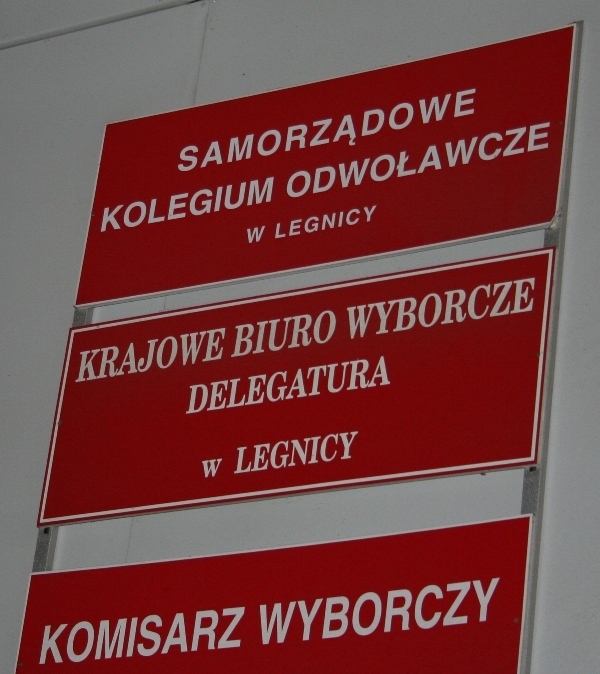 SAMORZĄDOWE
KOLEGIUM ODWOŁAWCZE
W LEGNICY
KRAJOWE BIURO WYBORCZE
DELEGATURA
w LEGNICY
KOMISARZ WYBORCZY